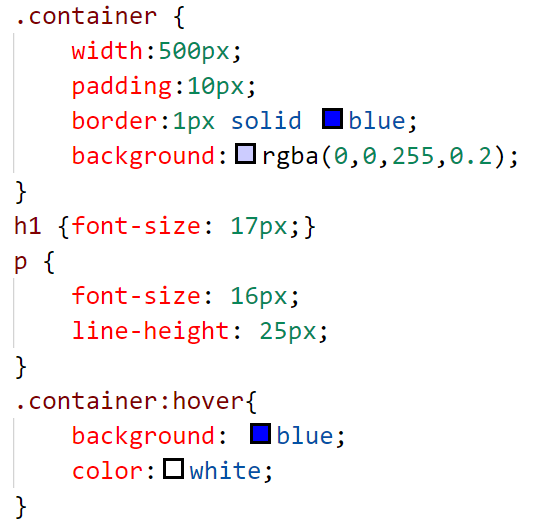 .container {
    width:500px;
    padding:10px;
    border:1px solid blue;
    background:rgba(0,0,255,0.2);
}
h1 {font-size: 17px;}
p {
    font-size: 16px;
    line-height: 25px;
}
.container:hover{
    background: blue;
    color:white;
}